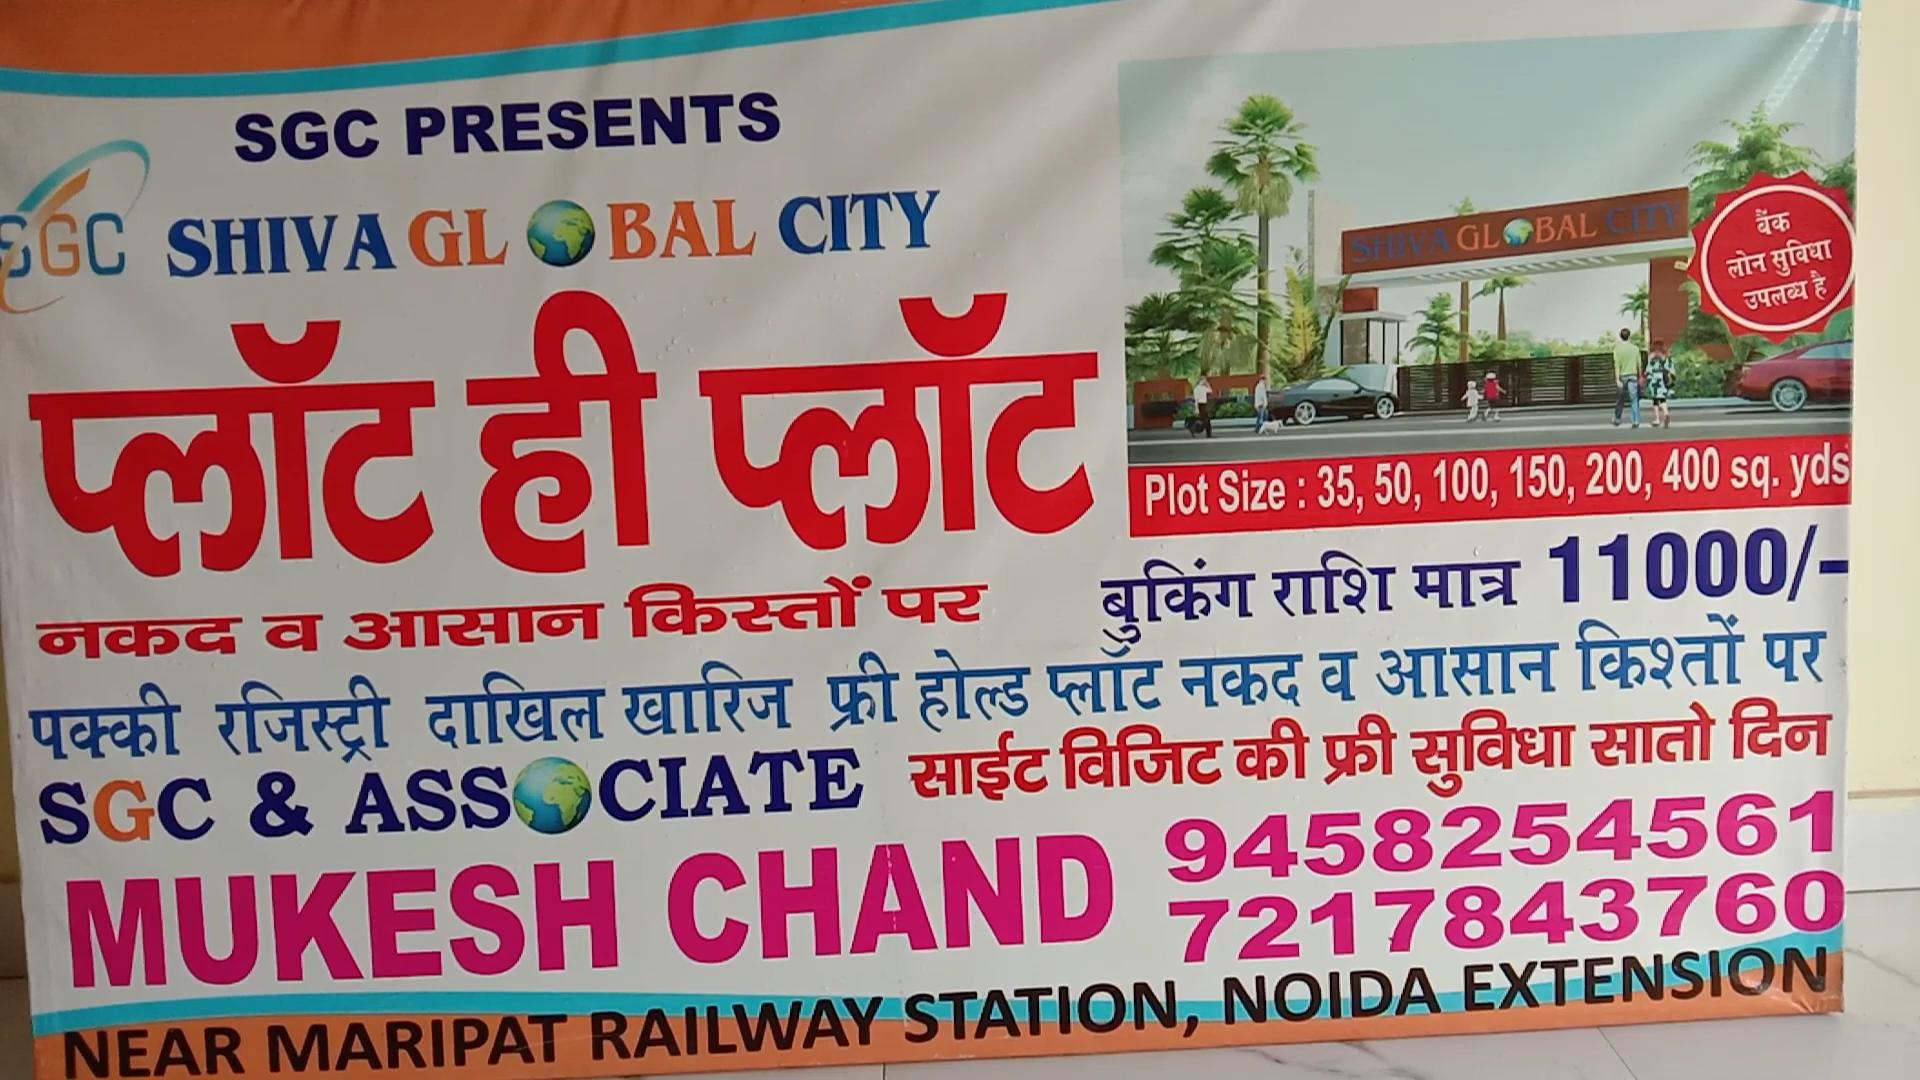 SGC PRESENTS
SGC
SHIVA GLOBAL CITY
प्लॉट ही प्लॉट
नकद व आसान किस्तों पर
SHIVA GLOBAL CITY
बैंक
लोन सुविधा
उपलब्ध है
Plot Size : 35, 50, 100, 150, 200, 400 sq. yds
बुकिंग राशि मात्र 11000/-
पक्की रजिस्ट्री दाखिल खारिज फ्री होल्ड प्लॉट नकद व आसान किश्तों पर
SGC & ASSOCIATE
साईट विजिट की फ्री सुविधा सातो दिन
MUKESH CHAND
9458254561
7217843760
NEAR MARIPAT RAILWAY STATION, NOIDA EXTENSION